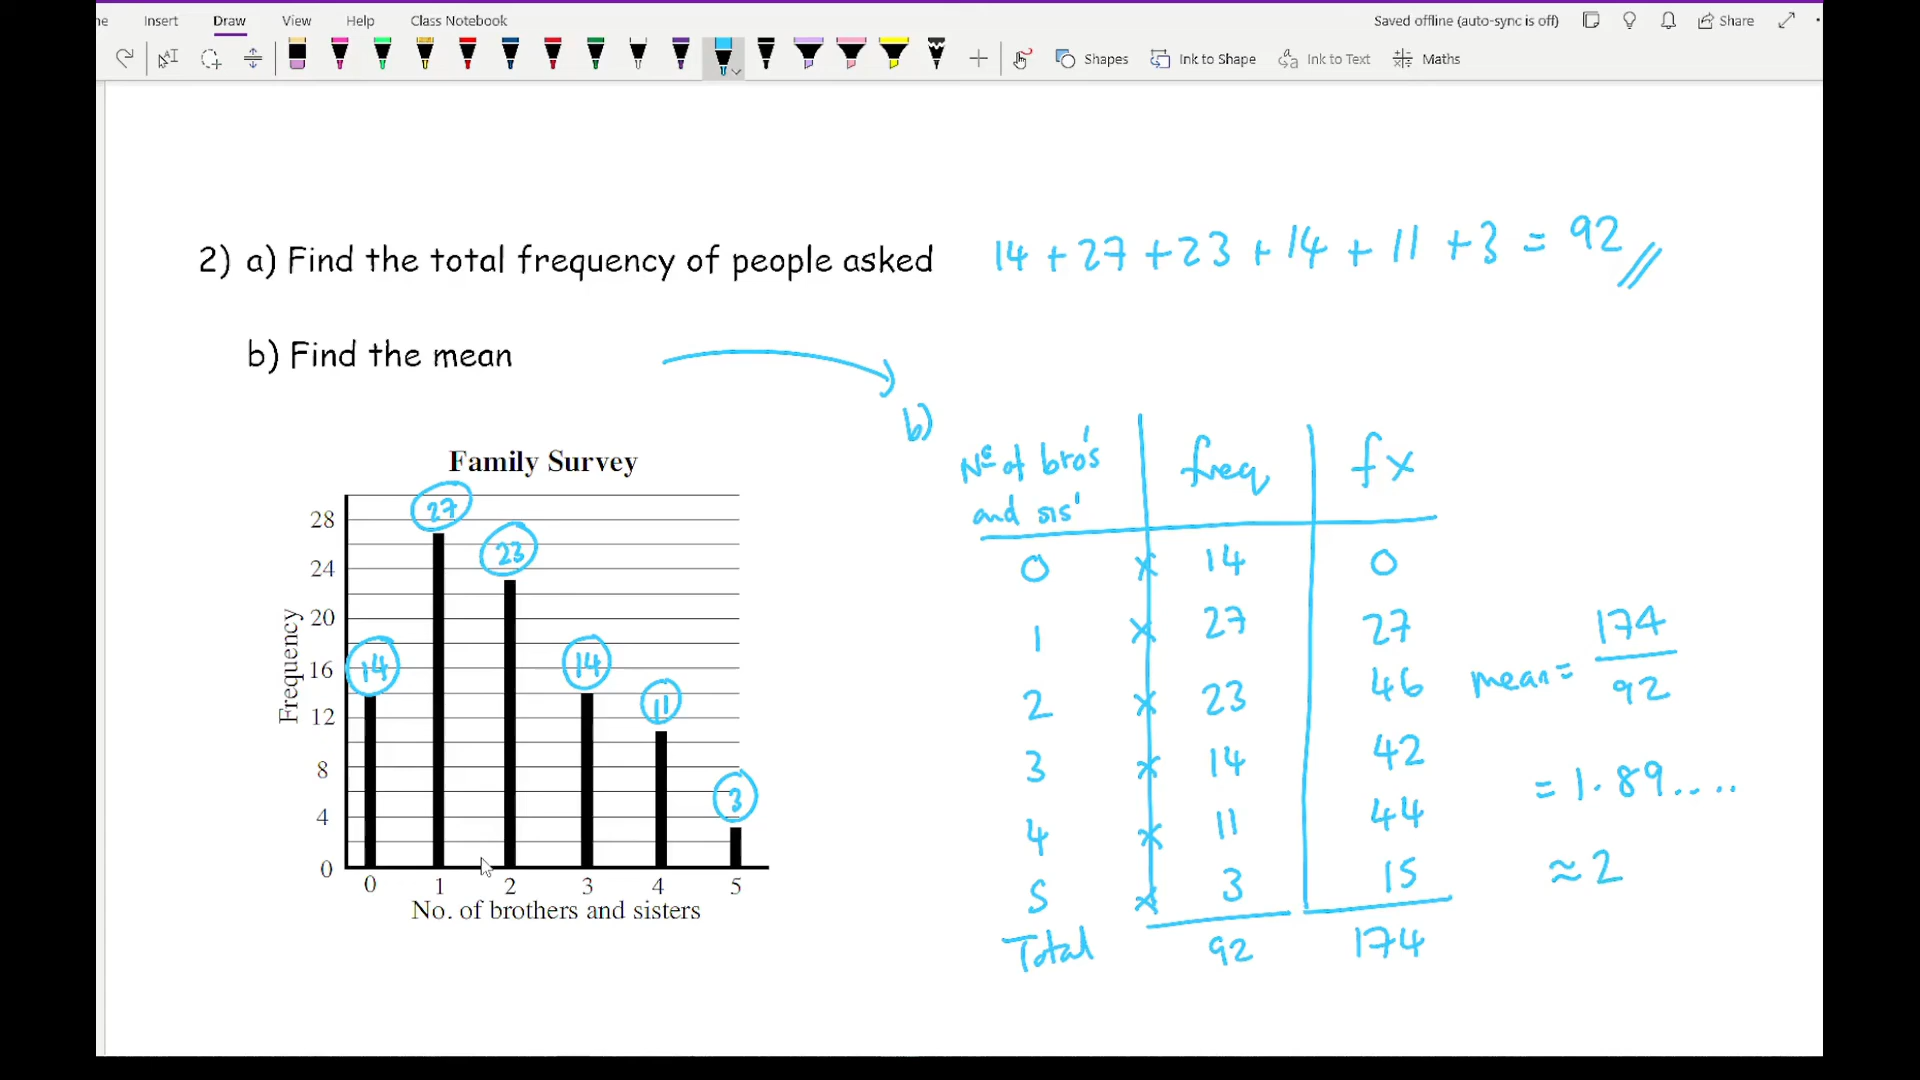 ne Insert Draw View Help Class Notebook Saved offline (auto-sync is off) Share
Shapes Ink to Shape Ink to Text Maths
2) a) Find the total frequency of people asked 14 + 27 + 23 + 14 + 11 + 3 = 92
b) Find the mean
b)
Family Survey
28
24
20
16
12
8
4
0
Frequency
27
23
14
14
11
3
0 1 2 3 4 5
No. of brothers and sisters
No of bro's and sis' freq fx
0 x 14 0
1 x 27 27
2 x 23 46
3 x 14 42
4 x 11 44
5 x 3 15
Total 92 174
mean = 174
92
= 1.89....
≈ 2